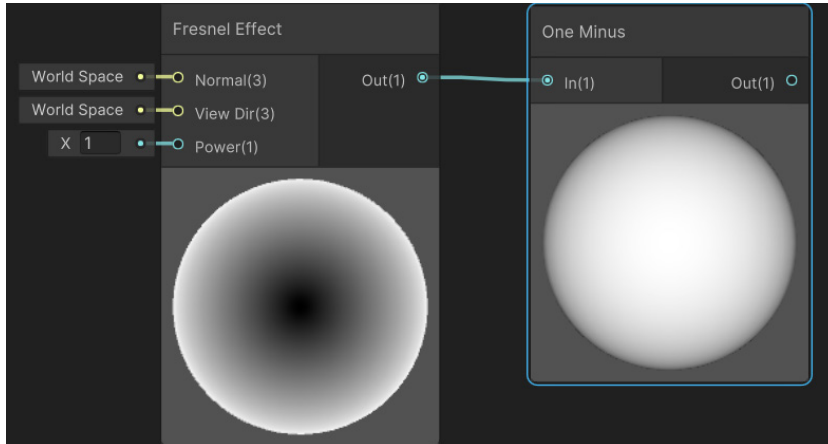 Fresnel Effect
World Space
Normal(3)
Out(1)
World Space
View Dir(3)
X 1
Power(1)
One Minus
In(1)
Out(1)